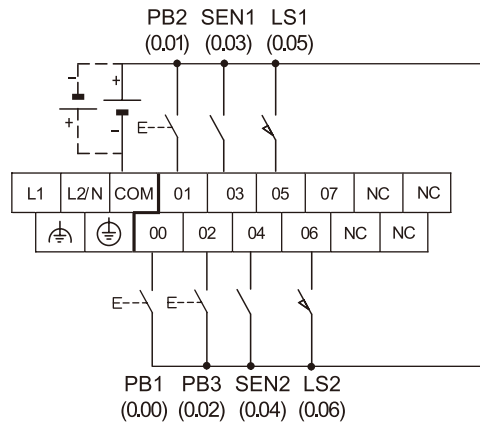 PB2 SEN1 LS1
(0.01) (0.03) (0.05)
- +
+ -
E
L1 L2/N COM 01 03 05 07 NC NC
00 02 04 06 NC NC
E E
PB1 PB3 SEN2 LS2
(0.00) (0.02) (0.04) (0.06)